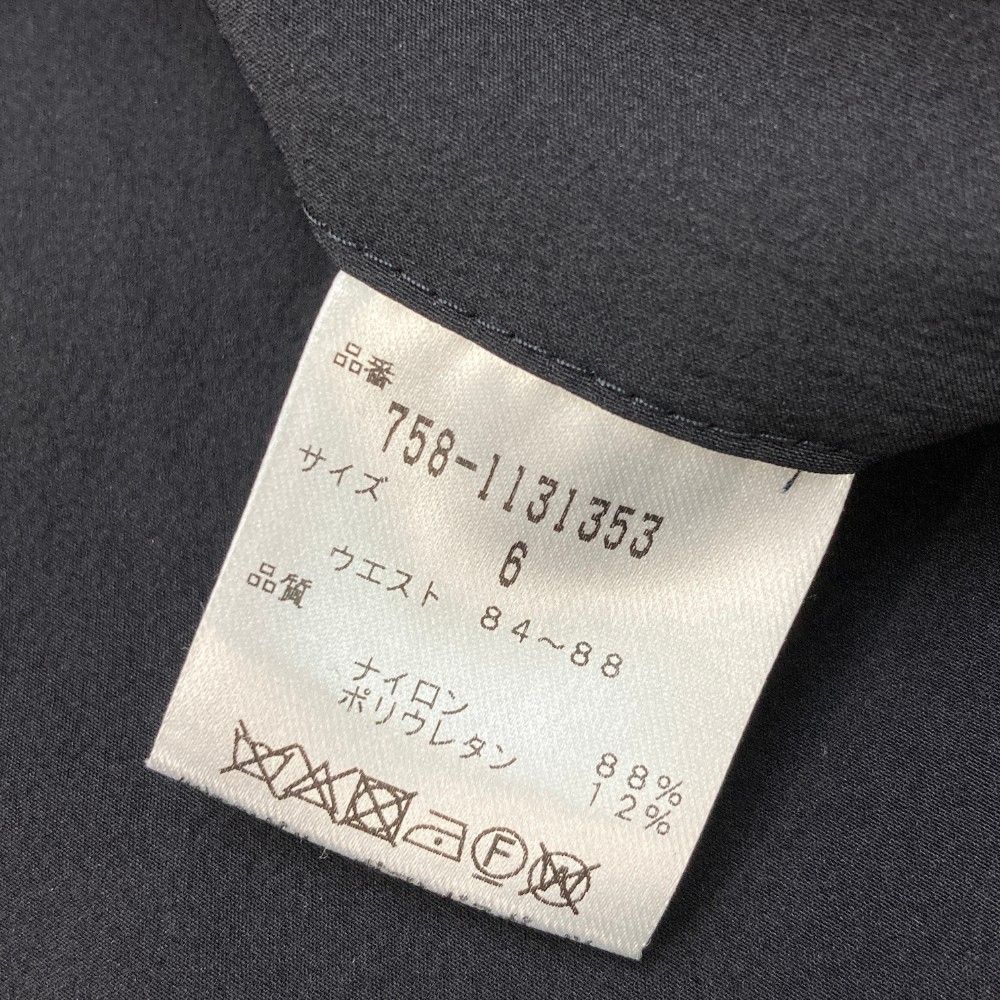 品番
758-1131353
サイズ
6
ウエスト 84～88
品質
ナイロン 88%
ポリウレタン 12%
F W